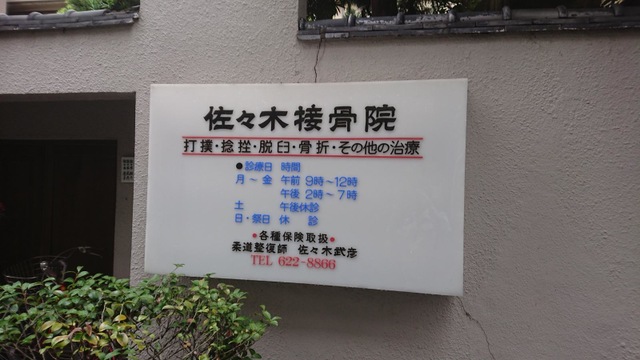 佐々木接骨院
打撲・捻挫・脱臼・骨折・その他の治療
●診療日 時間
月～金 午前 9時～12時
午後 2時～7時
土 午後休診
日・祭日 休 診
●各種保険取扱●
柔道整復師 佐々木武彦
TEL 622-8866